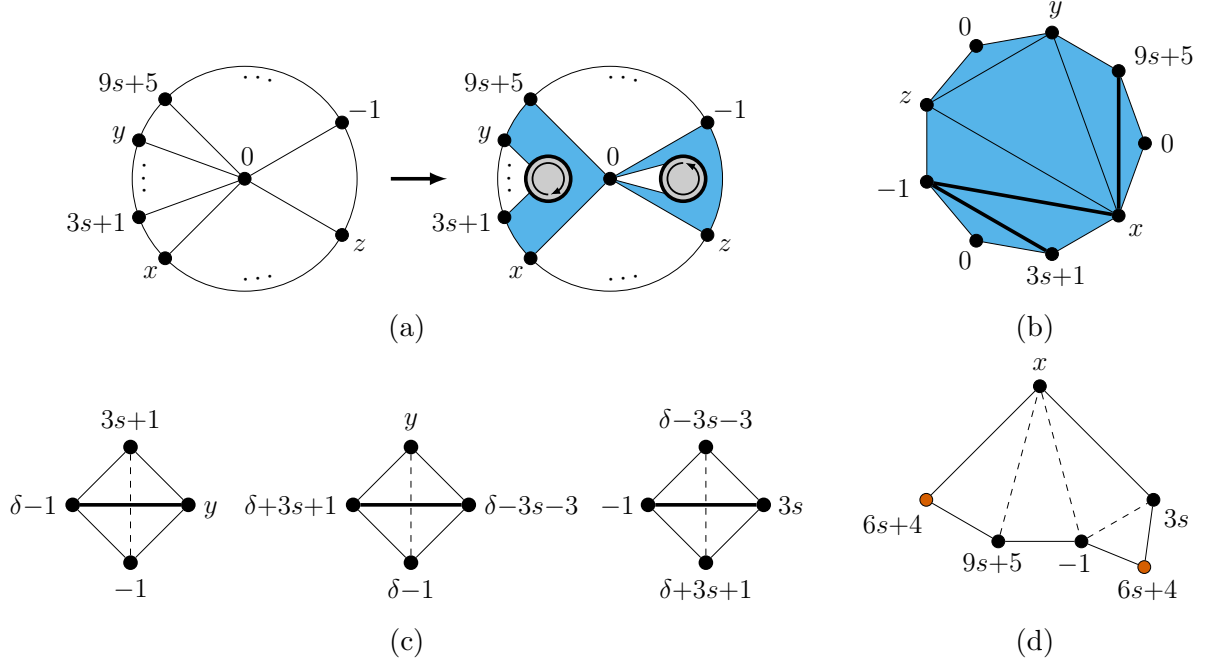 9s+5
y
⋮
3s+1
x
0
−1
z
⋯
⋯
9s+5
y
⋮
3s+1
x
0
−1
z
⋯
⋯
(a)
y
0
9s+5
z
0
−1
x
0
3s+1
(b)
3s+1
δ−1
y
−1
y
δ+3s+1
δ−3s−3
δ−1
δ−3s−3
−1
3s
δ+3s+1
(c)
x
6s+4
3s
9s+5
−1
6s+4
(d)